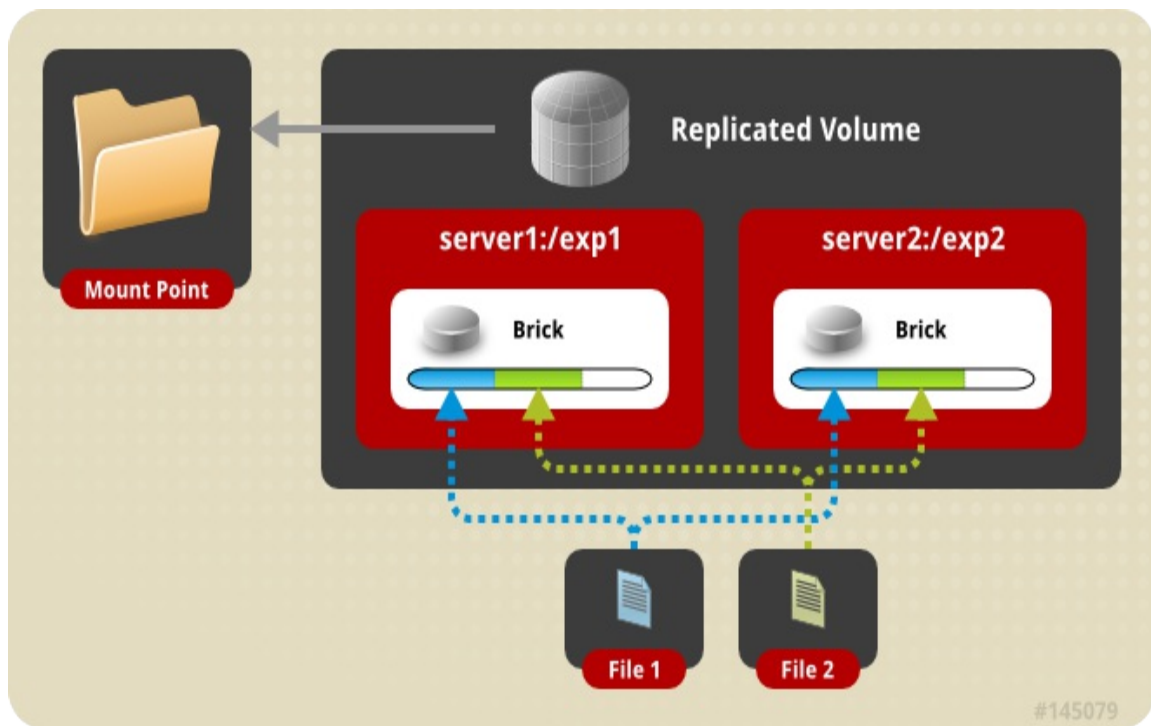 Replicated Volume
Mount Point
server1:/exp1
server2:/exp2
Brick
Brick
File 1
File 2
#145079